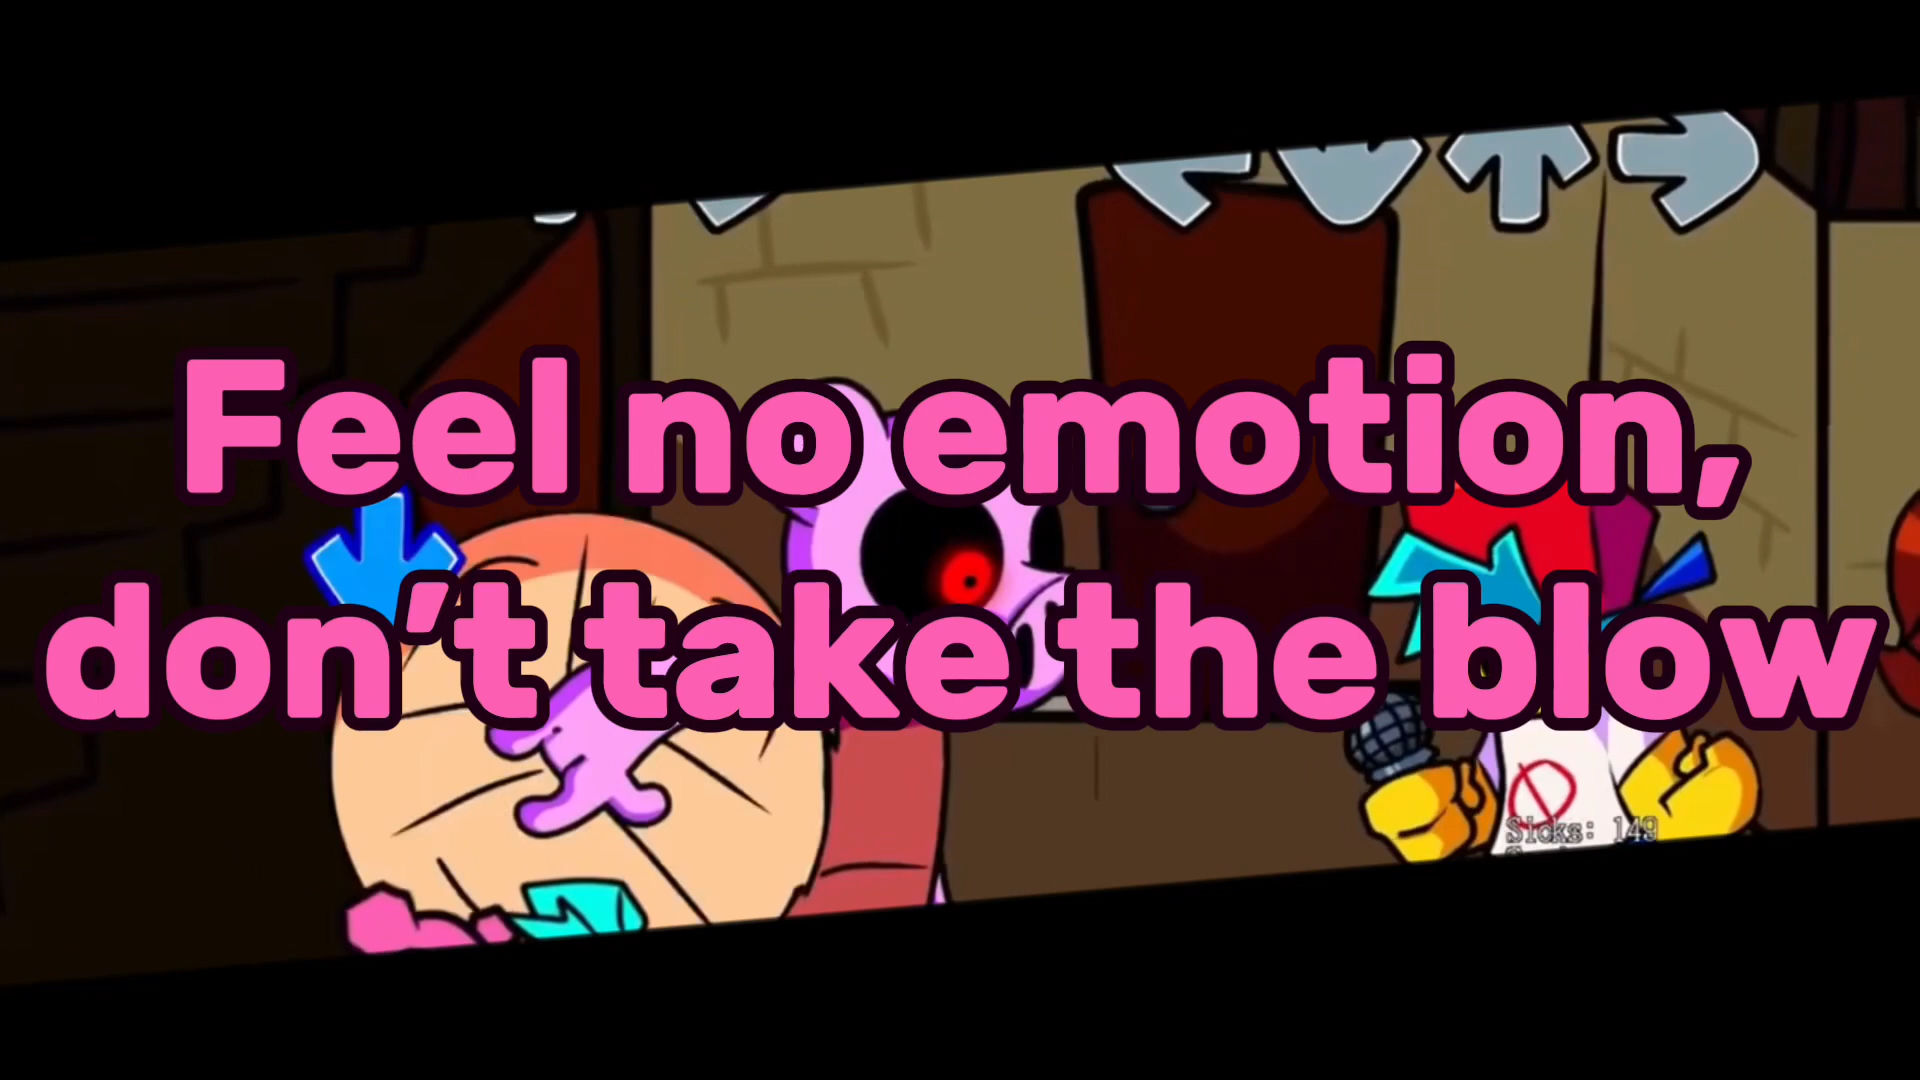 Feel no emotion,
don't take the blow
Sicks: 149